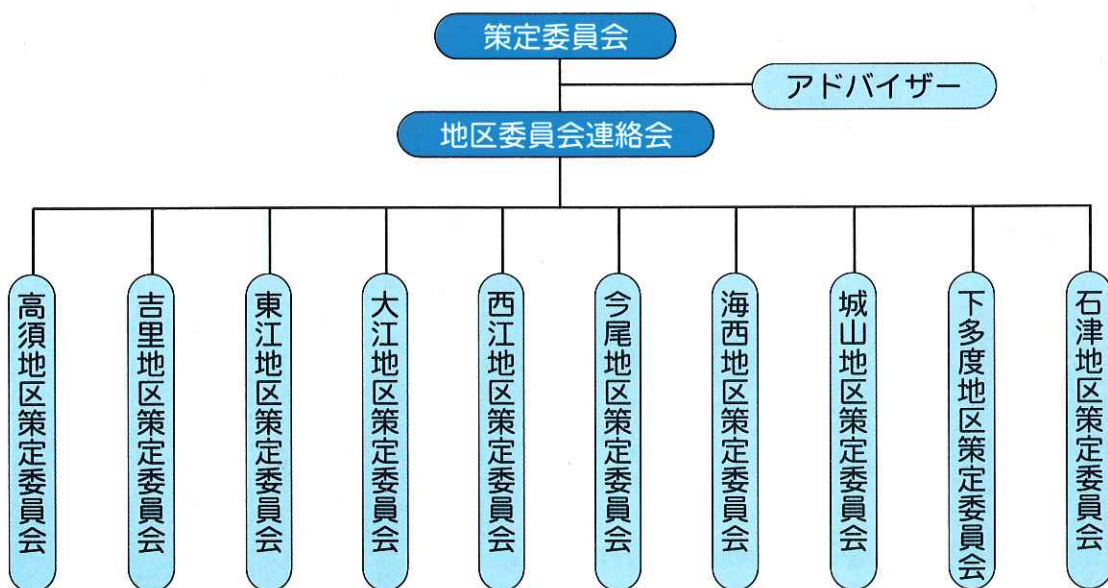 策定委員会
アドバイザー
地区委員会連絡会
高須地区策定委員会
吉里地区策定委員会
東江地区策定委員会
大江地区策定委員会
西江地区策定委員会
今尾地区策定委員会
海西地区策定委員会
城山地区策定委員会
下多度地区策定委員会
石津地区策定委員会